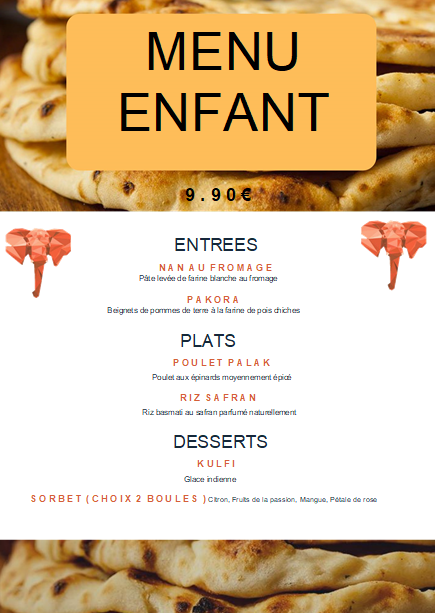 MENU
ENFANT
9.90€
ENTREES
NAN AU FROMAGE
Pâte levée de farine blanche au fromage
PAKORA
Beignets de pommes de terre à la farine de pois chiches
PLATS
POULET PALAK
Poulet aux épinards moyennement épicé
RIZ SAFRAN
Riz basmati au safran parfumé naturellement
DESSERTS
KULFI
Glace indienne
SORBET (CHOIX 2 BOULES ) Citron, Fruits de la passion, Mangue, Pétale de rose